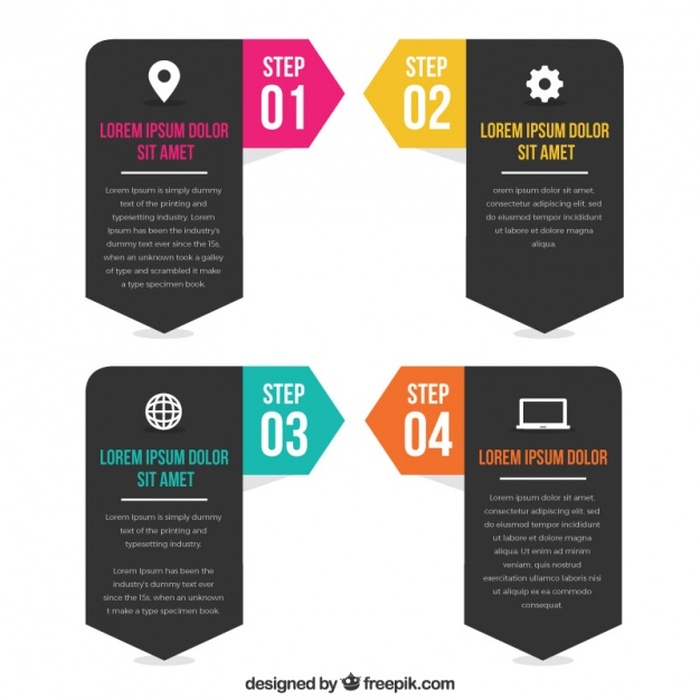 STEP
01
LOREM IPSUM DOLOR
SIT AMET
Lorem Ipsum is simply dummy
text of the printing and
typesetting industry. Lorem
Ipsum has been the industry's
dummy text ever since the 15s,
when an unknown took a galley
of type and scrambled it make
a type specimen book.
STEP
02
LOREM IPSUM DOLOR
SIT AMET
orem ipsum dolor sit amet,
consectetur adipiscing elit, sed
do eiusmod tempor incididunt
ut labore et dolore magna
aliqua.
STEP
03
LOREM IPSUM DOLOR
SIT AMET
Lorem Ipsum is simply dummy
text of the printing and
typesetting industry.
Lorem Ipsum has been the
industry's dummy text ever
since the 15s, when an unknown
t took a galley of type and
scrambled it make
STEP
04
LOREM IPSUM DOLOR
Lorem ipsum dolor sit amet,
consectetur adipiscing elit, sed
do eiusmod tempor incididunt
ut labore et dolore magna
aliqua. Ut enim ad minim
veniam, quis nostrud
exercitation ullamco laboris
nisi ut aliquip ex ea commodo
consequat.
designed by freepik.com